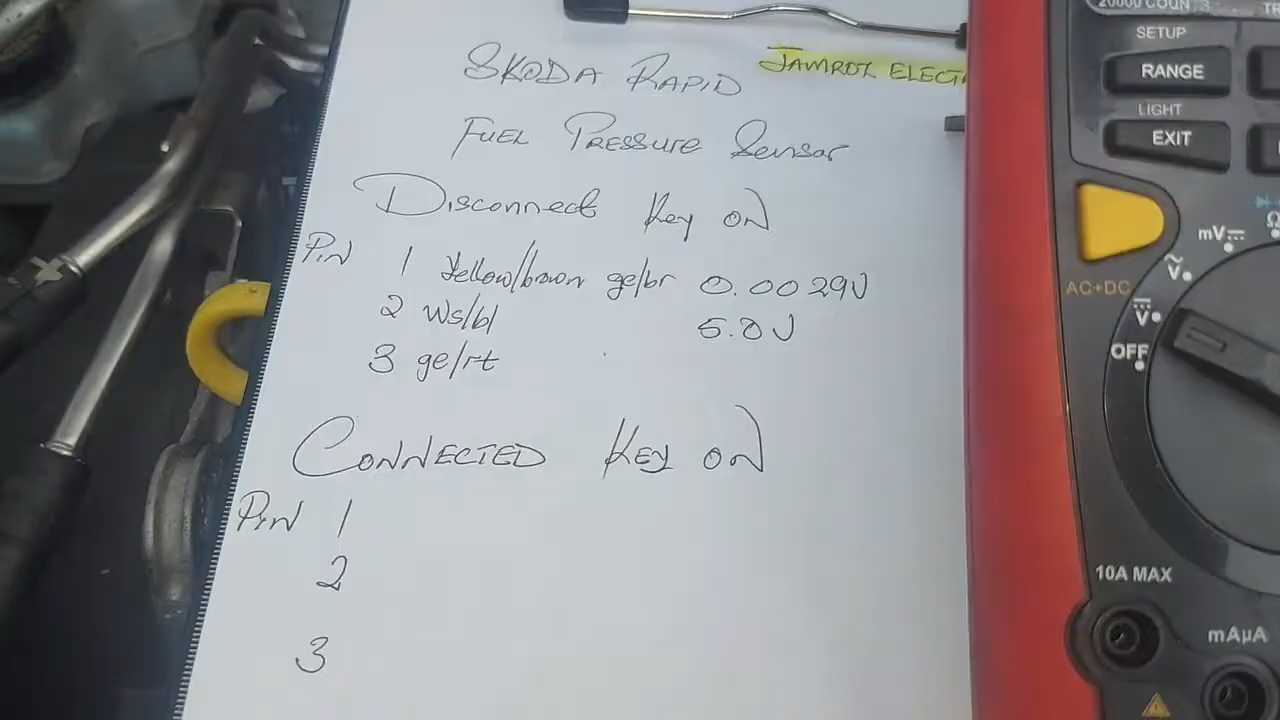 SKODA RAPID
JAMROZ ELECT
FUEL PRESSURE Sensor
Disconnect Key ON
PIN 1 Yellow/brown ge/br 0.0029V
2 Ws/bl 5.0V
3 ge/rt
CONNECTED KEY ON
PIN 1
2
3
20000 COUN
SETUP
RANGE
LIGHT
EXIT
mV
Ω
V
AC+DC
V
OFF
10A MAX
mAµA